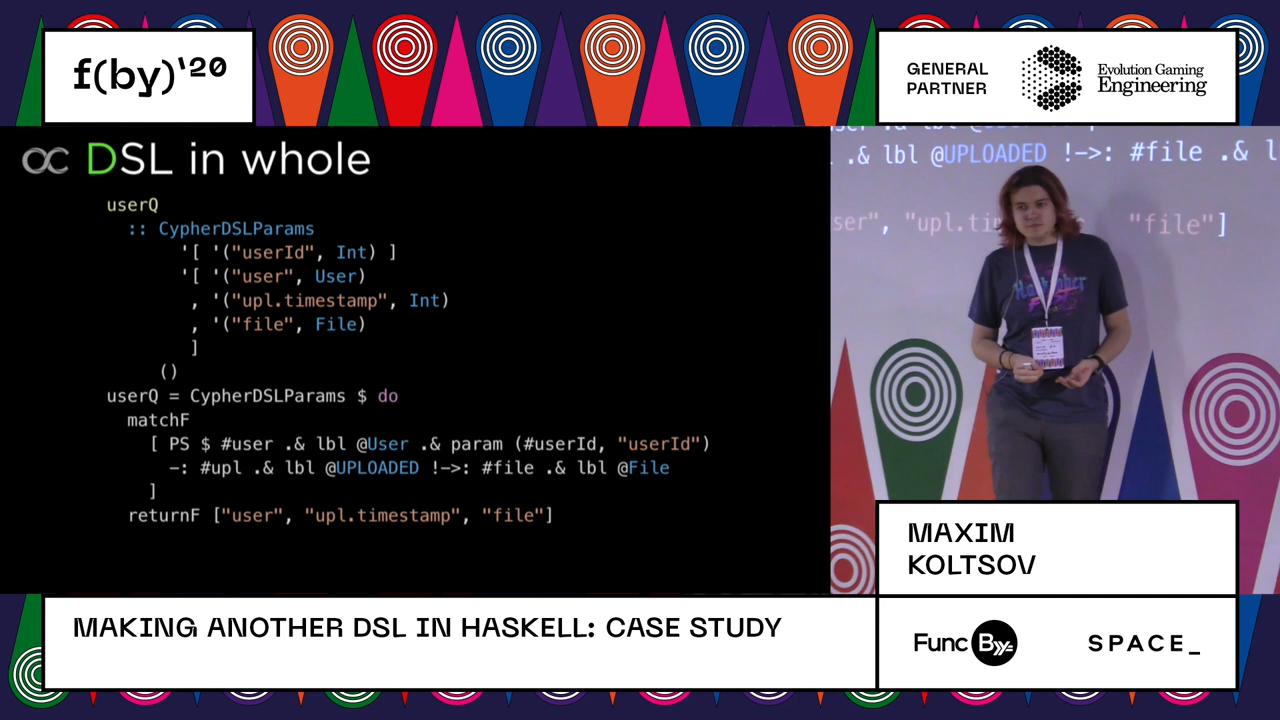 f(by)'20
GENERAL
PARTNER
Evolution Gaming
Engineering
DSL in whole
userQ
:: CypherDSLParams
'[ '("userId", Int) ]
'[ '("user", User)
, '("upl.timestamp", Int)
, '("file", File)
]
()
userQ = CypherDSLParams $ do
matchF
[ PS $ #user .& lbl @User .& param (#userId, "userId")
-: #upl .& lbl @UPLOADED !->: #file .& lbl @File
]
returnF ["user", "upl.timestamp", "file"]
.& lbl @UPLOADED !->: #file .& l
ser", "upl.tim "file"]
MAXIM
KOLTSOV
MAKING ANOTHER DSL IN HASKELL: CASE STUDY
Func By
SPACE_